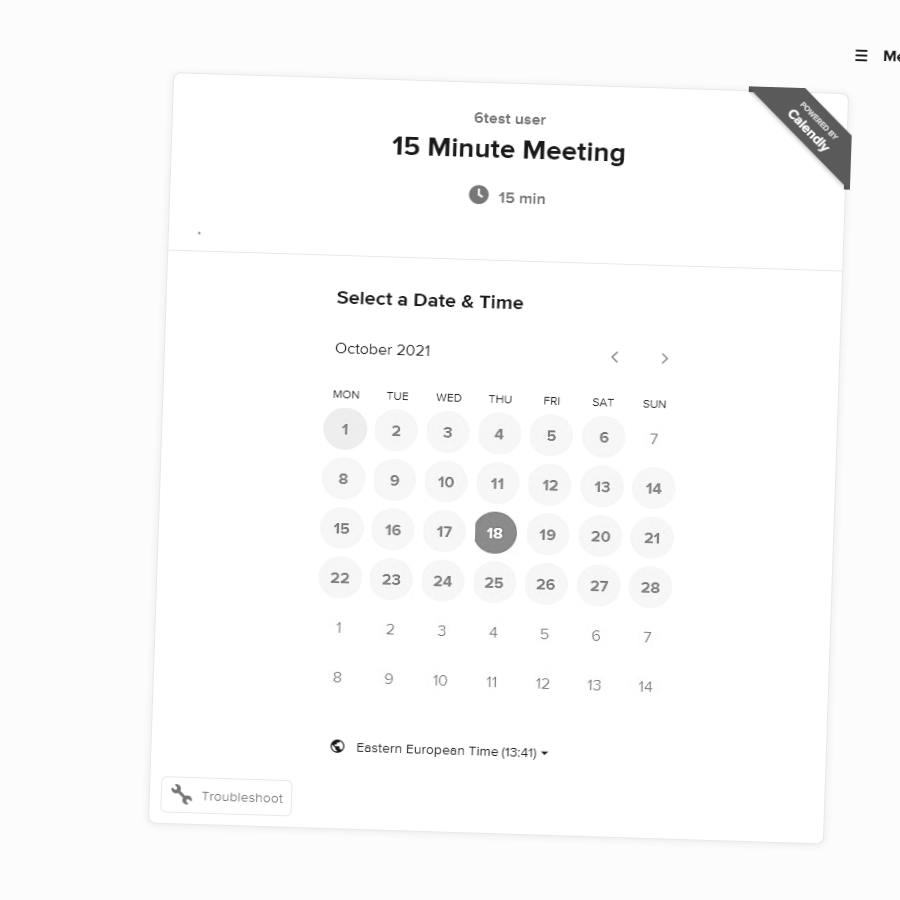 Me
POWERED BY
Calendly
6test user
15 Minute Meeting
15 min
Select a Date & Time
October 2021
MON TUE WED THU FRI SAT SUN
1 2 3 4 5 6 7
8 9 10 11 12 13 14
15 16 17 18 19 20 21
22 23 24 25 26 27 28
1 2 3 4 5 6 7
8 9 10 11 12 13 14
Eastern European Time (13:41)
Troubleshoot